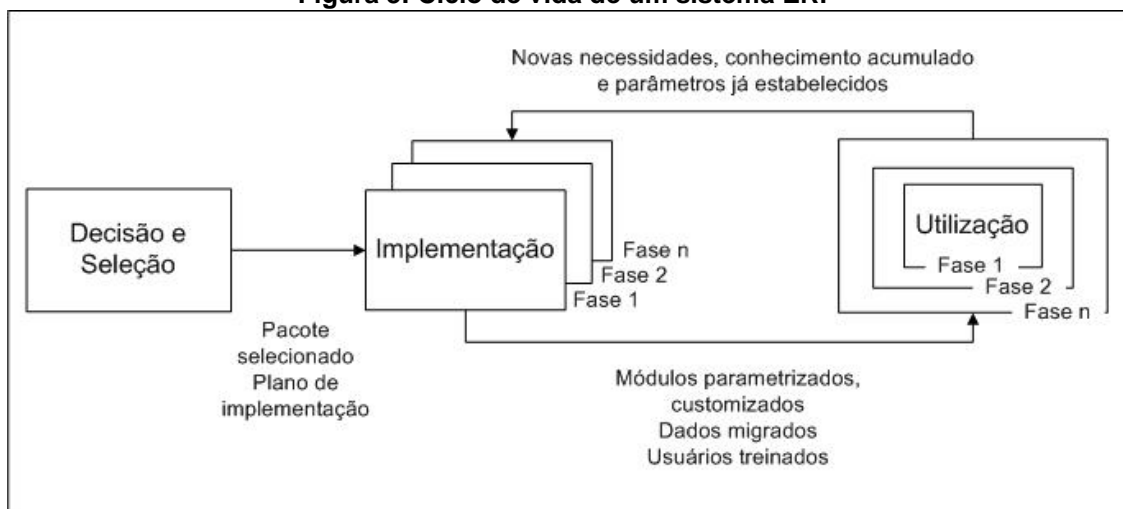 Figura Ciclo de vida de um sistema
Novas necessidades, conhecimento acumulado
e parâmetros já estabelecidos
Decisão e
Seleção
Implementação
Fase n
Fase 2
Fase 1
Utilização
Fase 1
Fase 2
Fase n
Pacote
selecionado
Plano de
implementação
Módulos parametrizados,
customizados
Dados migrados
Usuários treinados